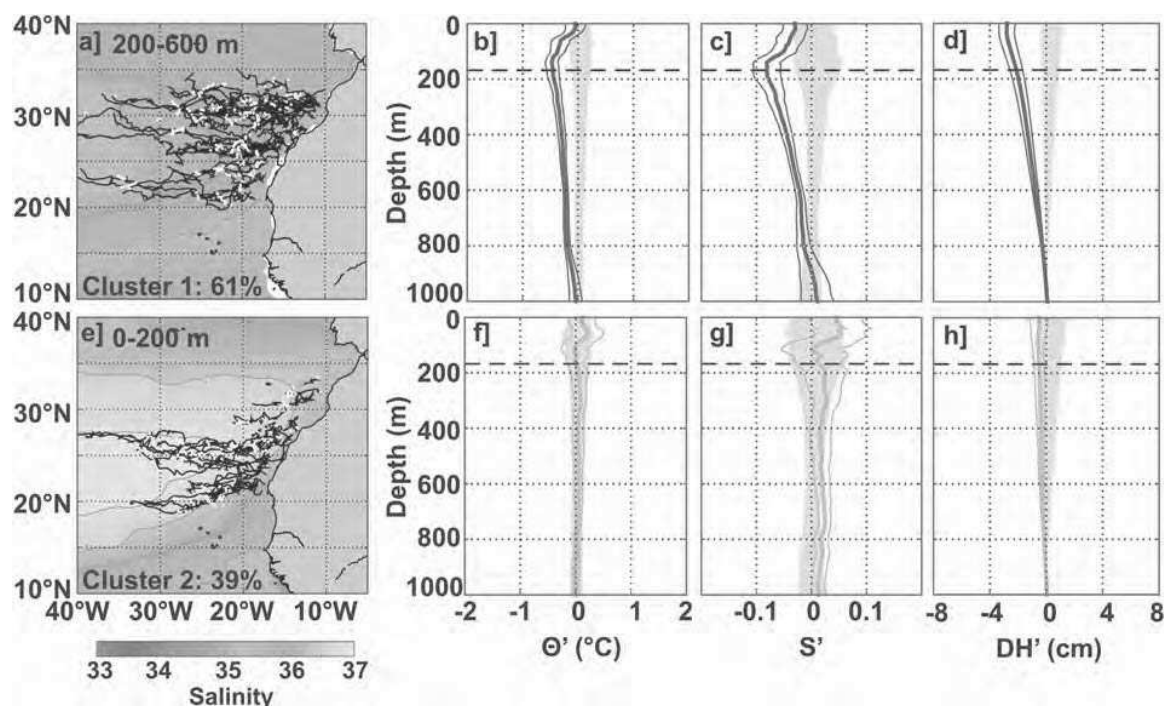 40°N
a] 200-600 m
30°N
20°N
Cluster 1: 61%
10°N
0
200
400
600
800
1000
Depth (m)
b]
c]
d]
40°N
e] 0-200 m
30°N
20°N
Cluster 2: 39%
10°N
40°W 30°W 20°W 10°W
0
200
400
600
800
1000
Depth (m)
f]
g]
h]
-2 -1 0 1 2
Θ' (°C)
-0.1 0 0.1
S'
-8 -4 0 4 8
DH' (cm)
33 34 35 36 37
Salinity